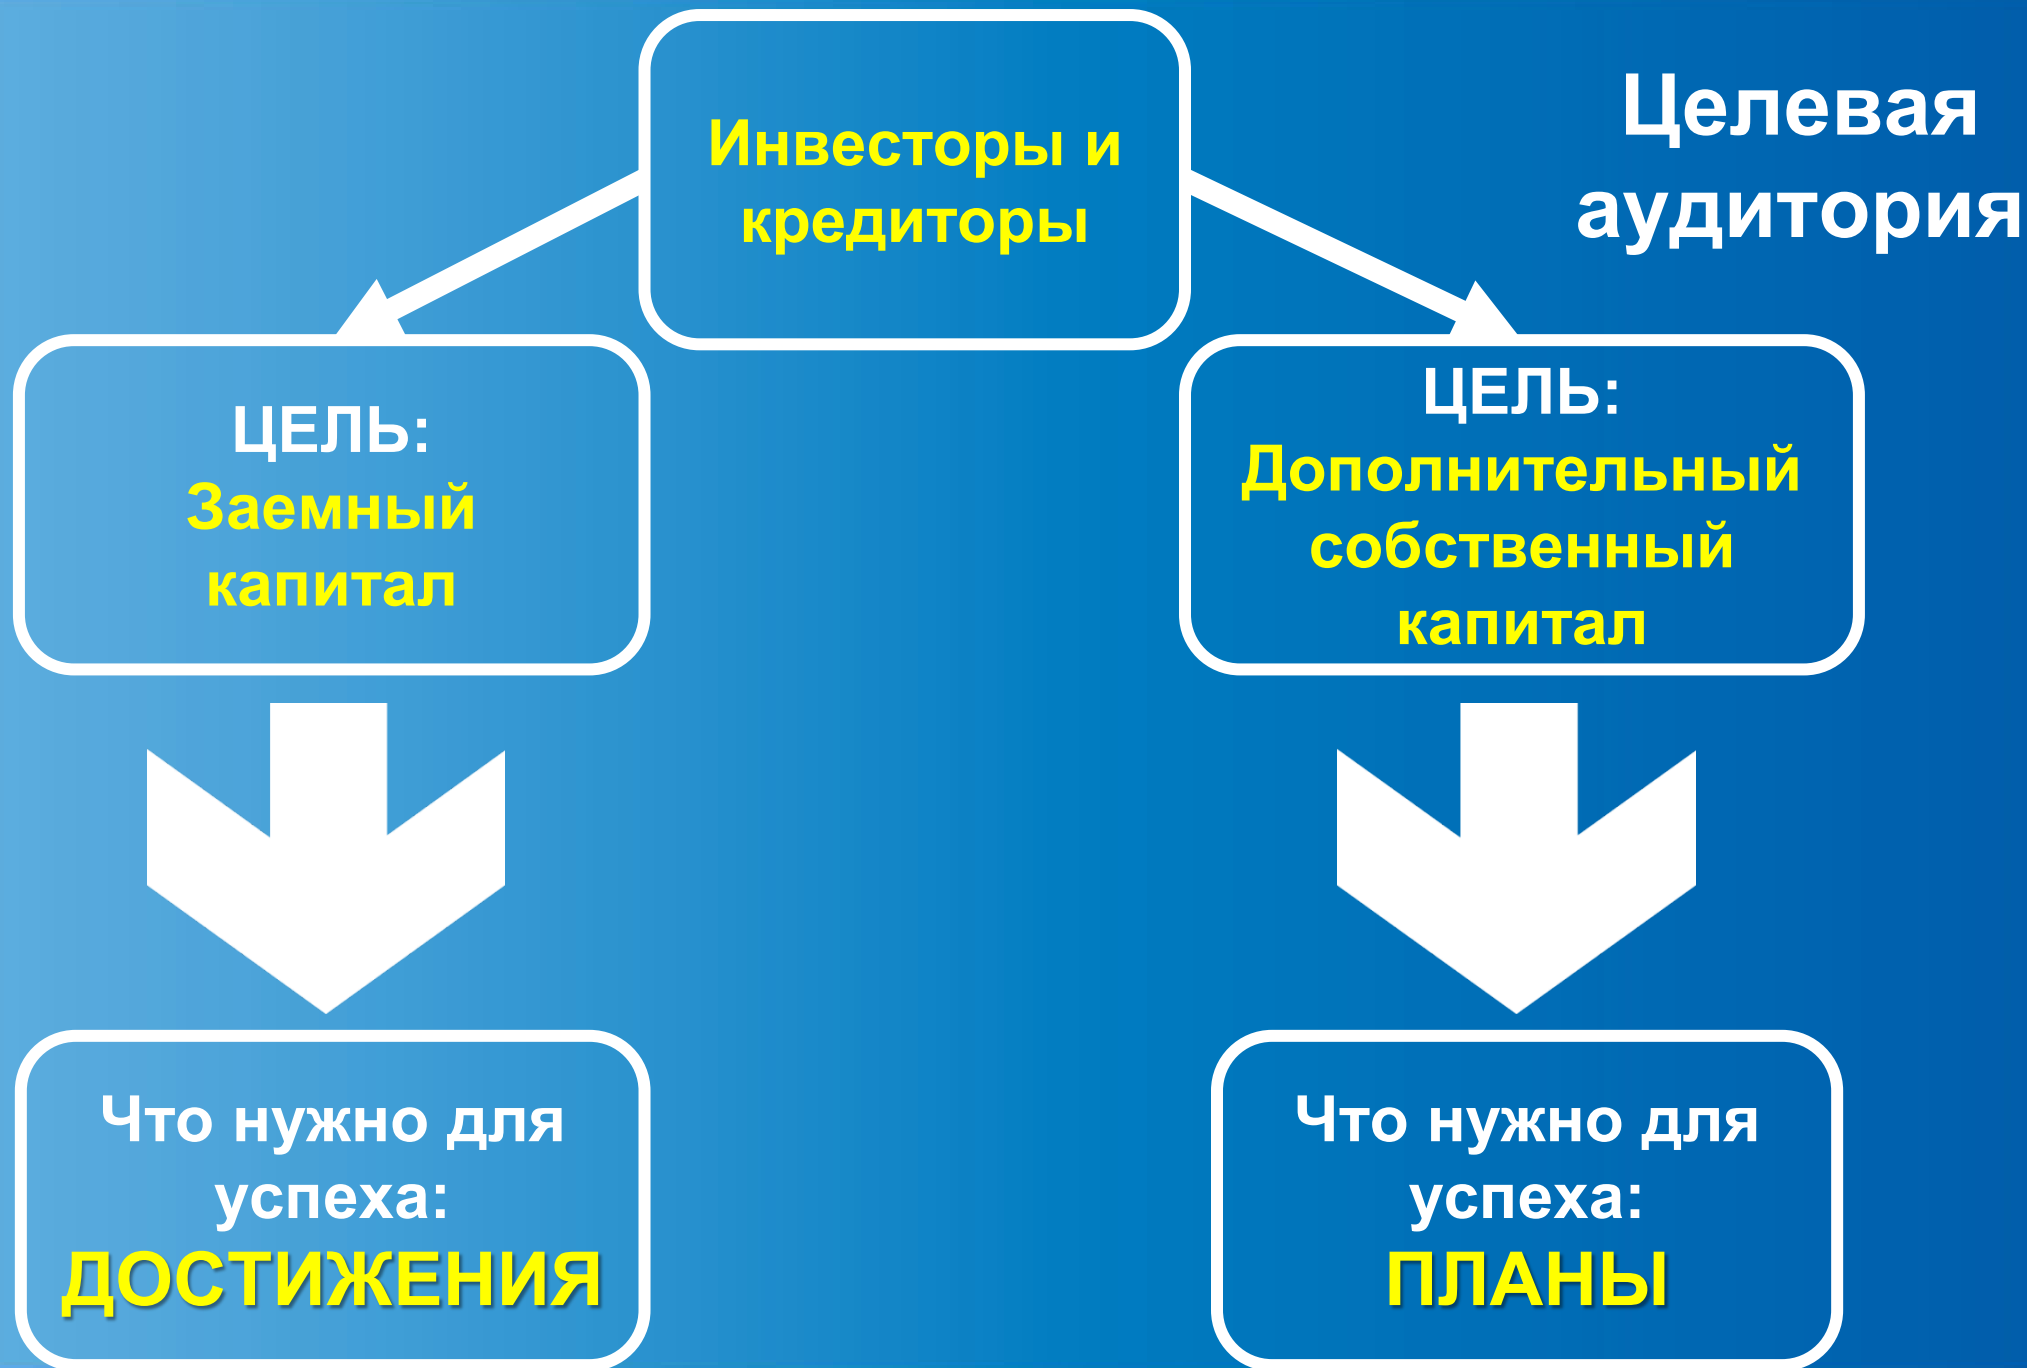 Целевая
аудитория
Инвесторы и
кредиторы
ЦЕЛЬ:
Заемный
капитал
ЦЕЛЬ:
Дополнительный
собственный
капитал
Что нужно для
успеха:
ДОСТИЖЕНИЯ
Что нужно для
успеха:
ПЛАНЫ